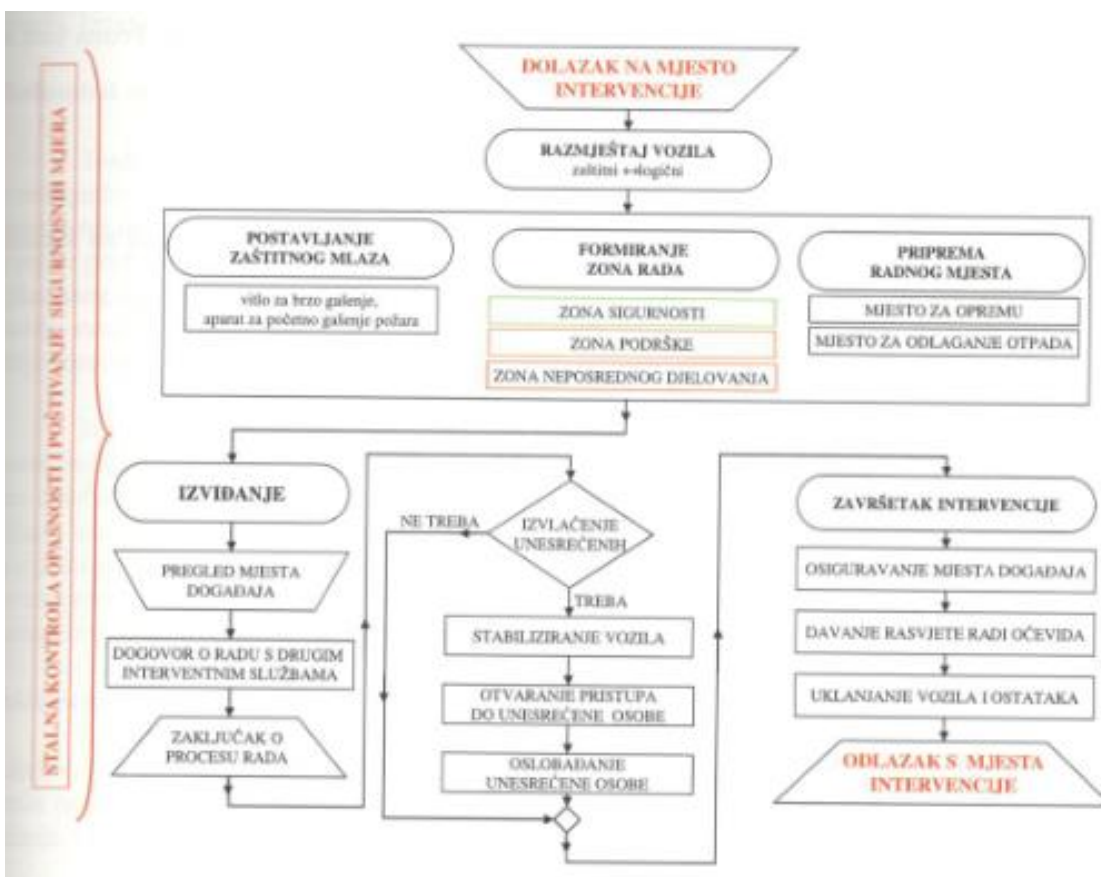 STALNA KONTROLA OPASNOSTI I POŠTIVANJE SIGURNOSNIH MJERA
DOLAZAK NA MJESTO
INTERVENCIJE
RAZMJEŠTAJ VOZILA
zaštitni ↔logični
POSTAVLJANJE
ZAŠTITNOG MLAZA
vitlo za brzo gašenje,
aparat za početno gašenje požara
FORMIRANJE
ZONA RADA
ZONA SIGURNOSTI
ZONA PODRŠKE
ZONA NEPOSREDNOG DJELOVANJA
PRIPREMA
RADNOG MJESTA
MJESTO ZA OPREMU
MJESTO ZA ODLAGANJE OTPADA
IZVIĐANJE
PREGLED MJESTA
DOGAĐAJA
DOGOVOR O RADU S DRUGIM
INTERVENTNIM SLUŽBAMA
ZAKLJUČAK O
PROCESU RADA
NE TREBA
IZVLAČENJE
UNESREĆENIH
TREBA
STABILIZIRANJE VOZILA
OTVARANJE PRISTUPA
DO UNESREĆENE OSOBE
OSLOBAĐANJE
UNESREĆENE OSOBE
ZAVRŠETAK INTERVENCIJE
OSIGURAVANJE MJESTA DOGAĐAJA
DAVANJE RASVJETE RADI OČEVIDA
UKLANJANJE VOZILA I OSTATAKA
ODLAZAK S MJESTA
INTERVENCIJE